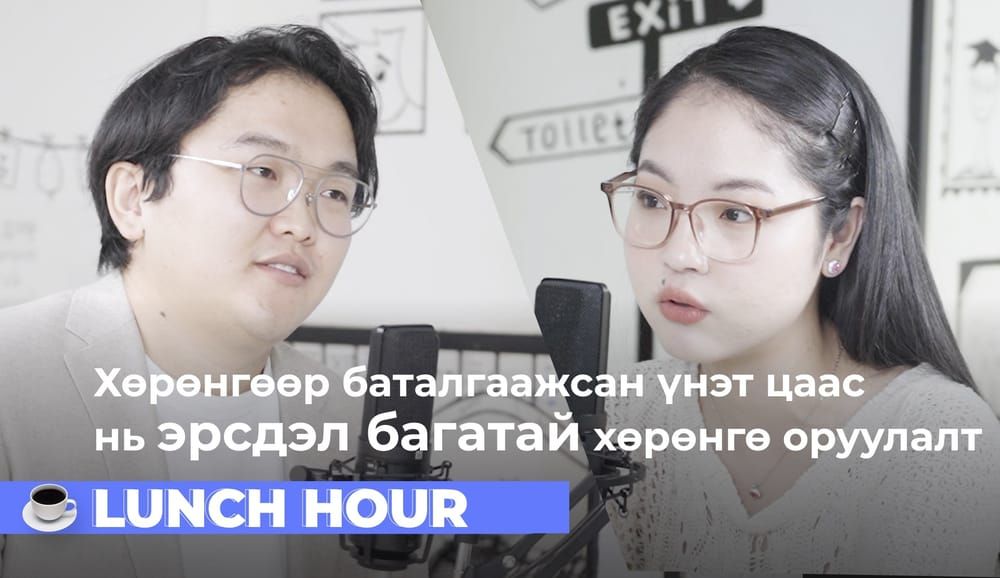 EXIT
TOILET
Хөрөнгөөр баталгаажсан үнэт цаас
нь эрсдэл багатай хөрөнгө оруулалт
LUNCH HOUR